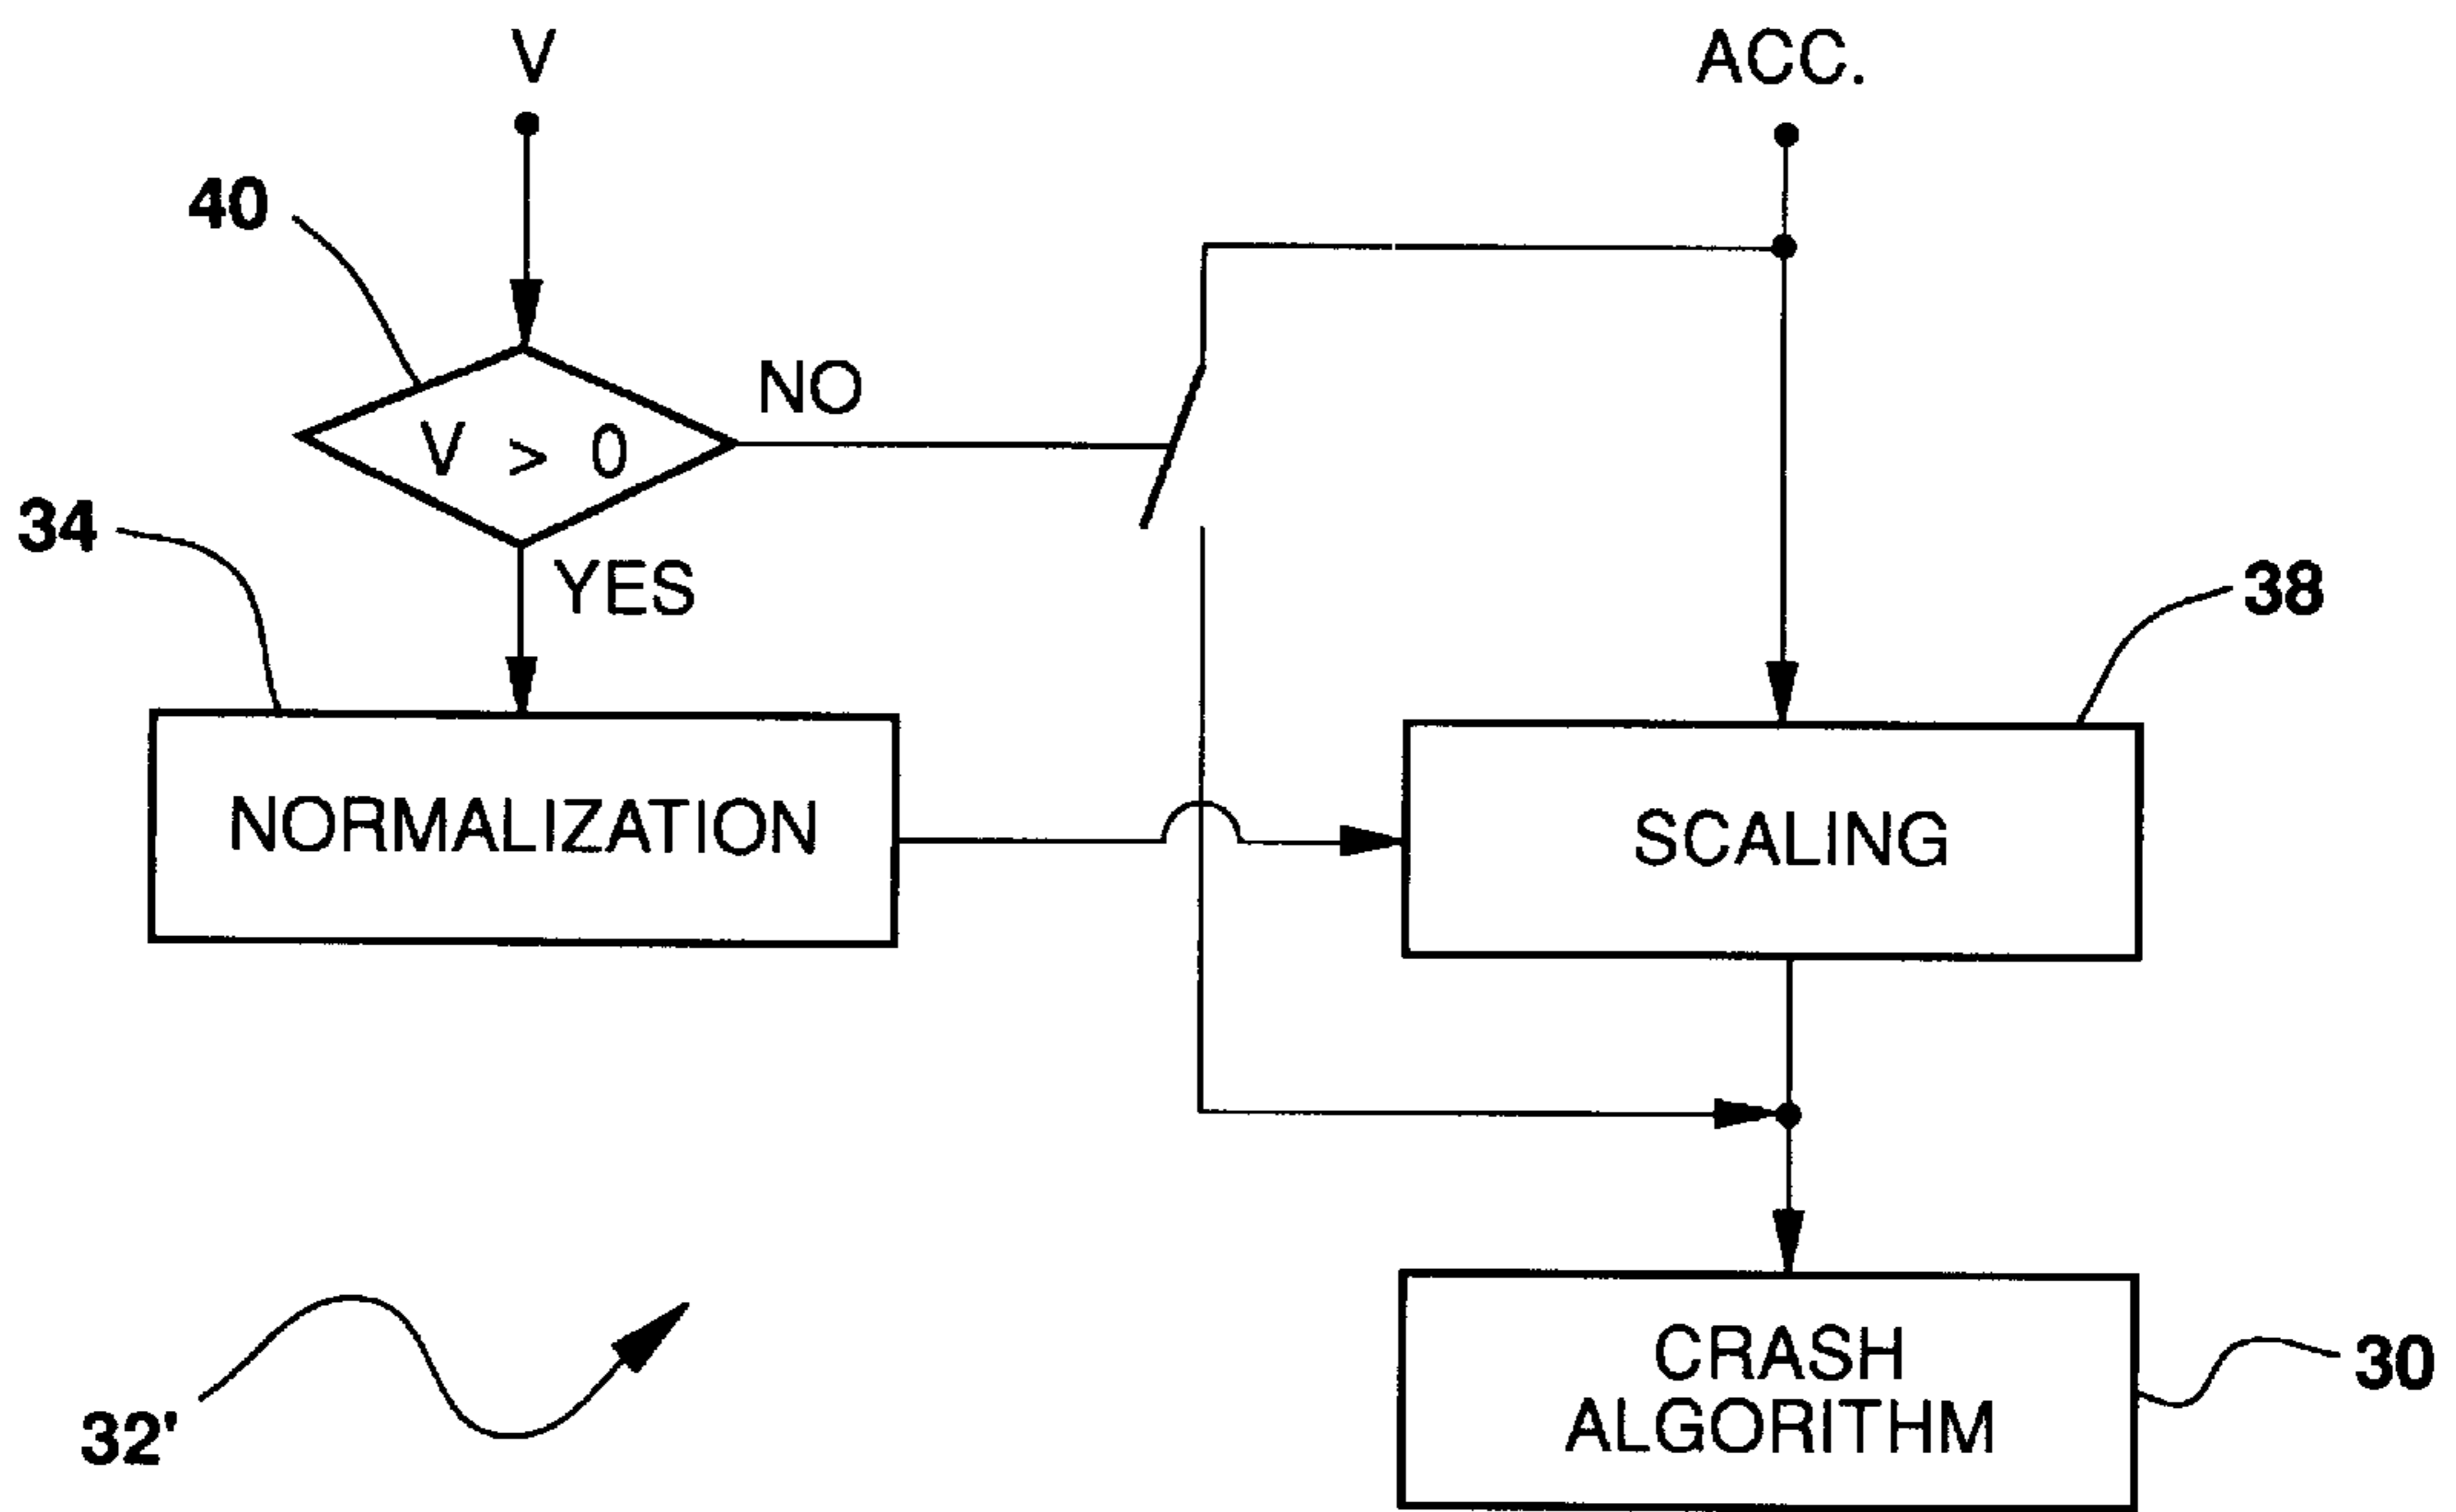 V
ACC.
40
NO
V > 0
34
YES
38
NORMALIZATION
SCALING
CRASH
ALGORITHM
30
32'